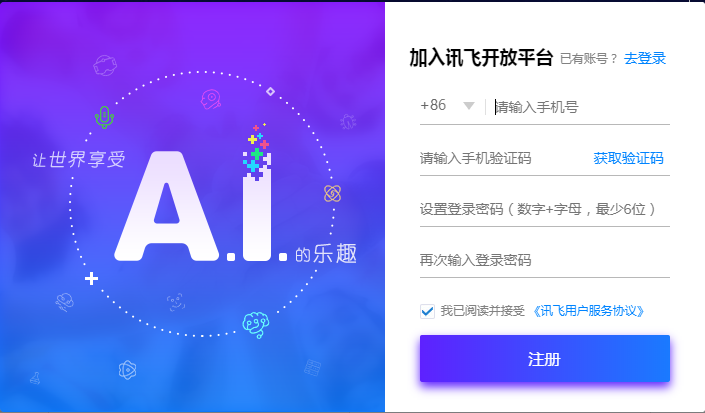 让世界享受
A.I.的乐趣
加入讯飞开放平台 已有账号？ 去登录
+86 请输入手机号
请输入手机验证码 获取验证码
设置登录密码（数字+字母，最少6位）
再次输入登录密码
我已阅读并接受 《讯飞用户服务协议》
注册